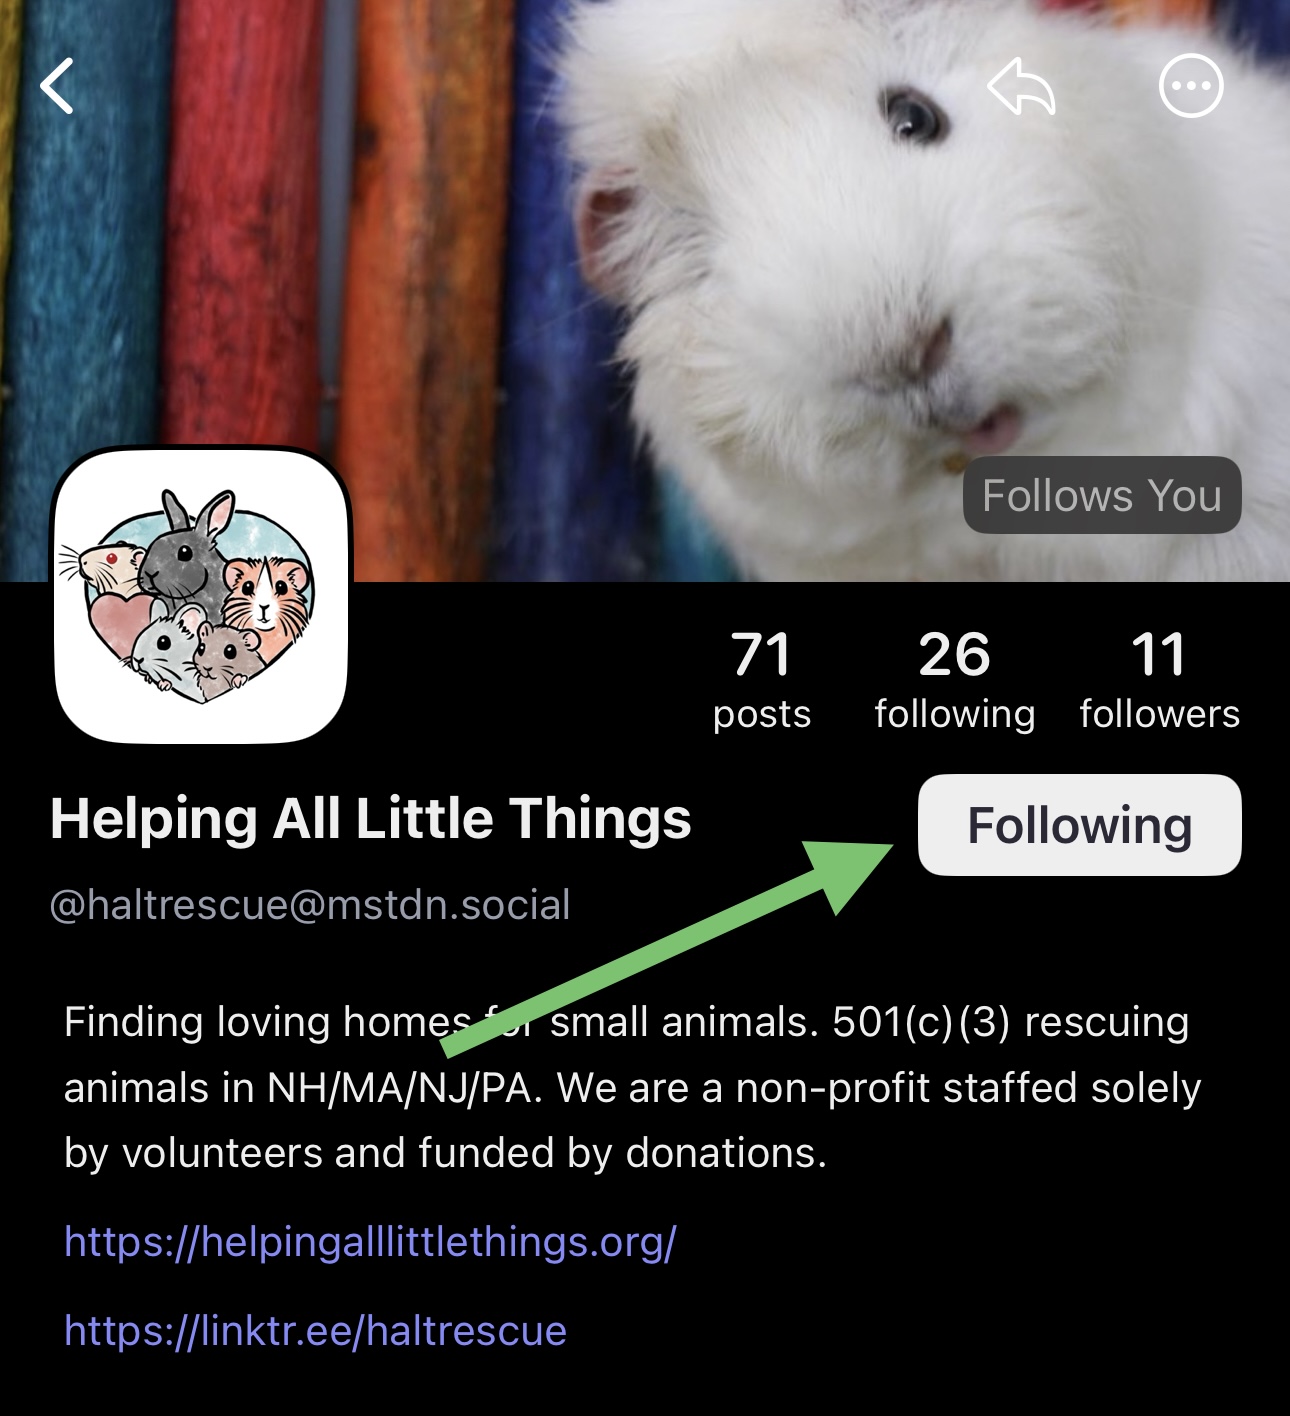 Follows You
71 26 11
posts following followers
Helping All Little Things
Following
@haltrescue@mstdn.social
Finding loving homes for small animals. 501(c)(3) rescuing
animals in NH/MA/NJ/PA. We are a non-profit staffed solely
by volunteers and funded by donations.
https://helpingalllittlethings.org/
https://linktr.ee/haltrescue